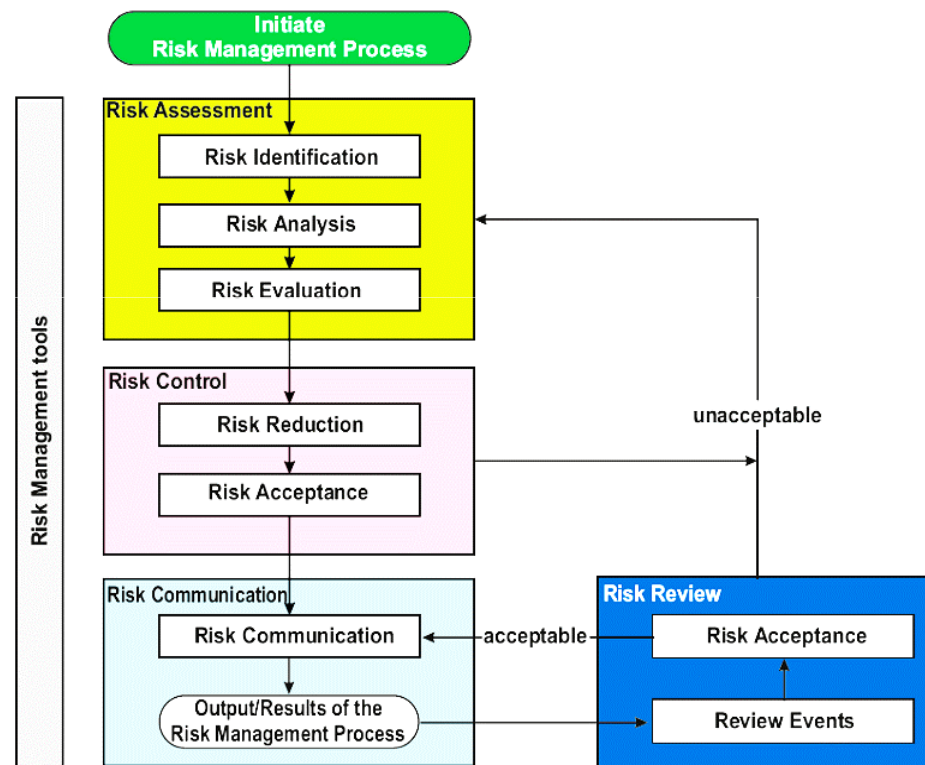 Initiate
Risk Management Process
Risk Management tools
Risk Assessment
Risk Identification
Risk Analysis
Risk Evaluation
Risk Control
Risk Reduction
Risk Acceptance
unacceptable
Risk Communication
Risk Communication
Output/Results of the
Risk Management Process
acceptable
Risk Review
Risk Acceptance
Review Events